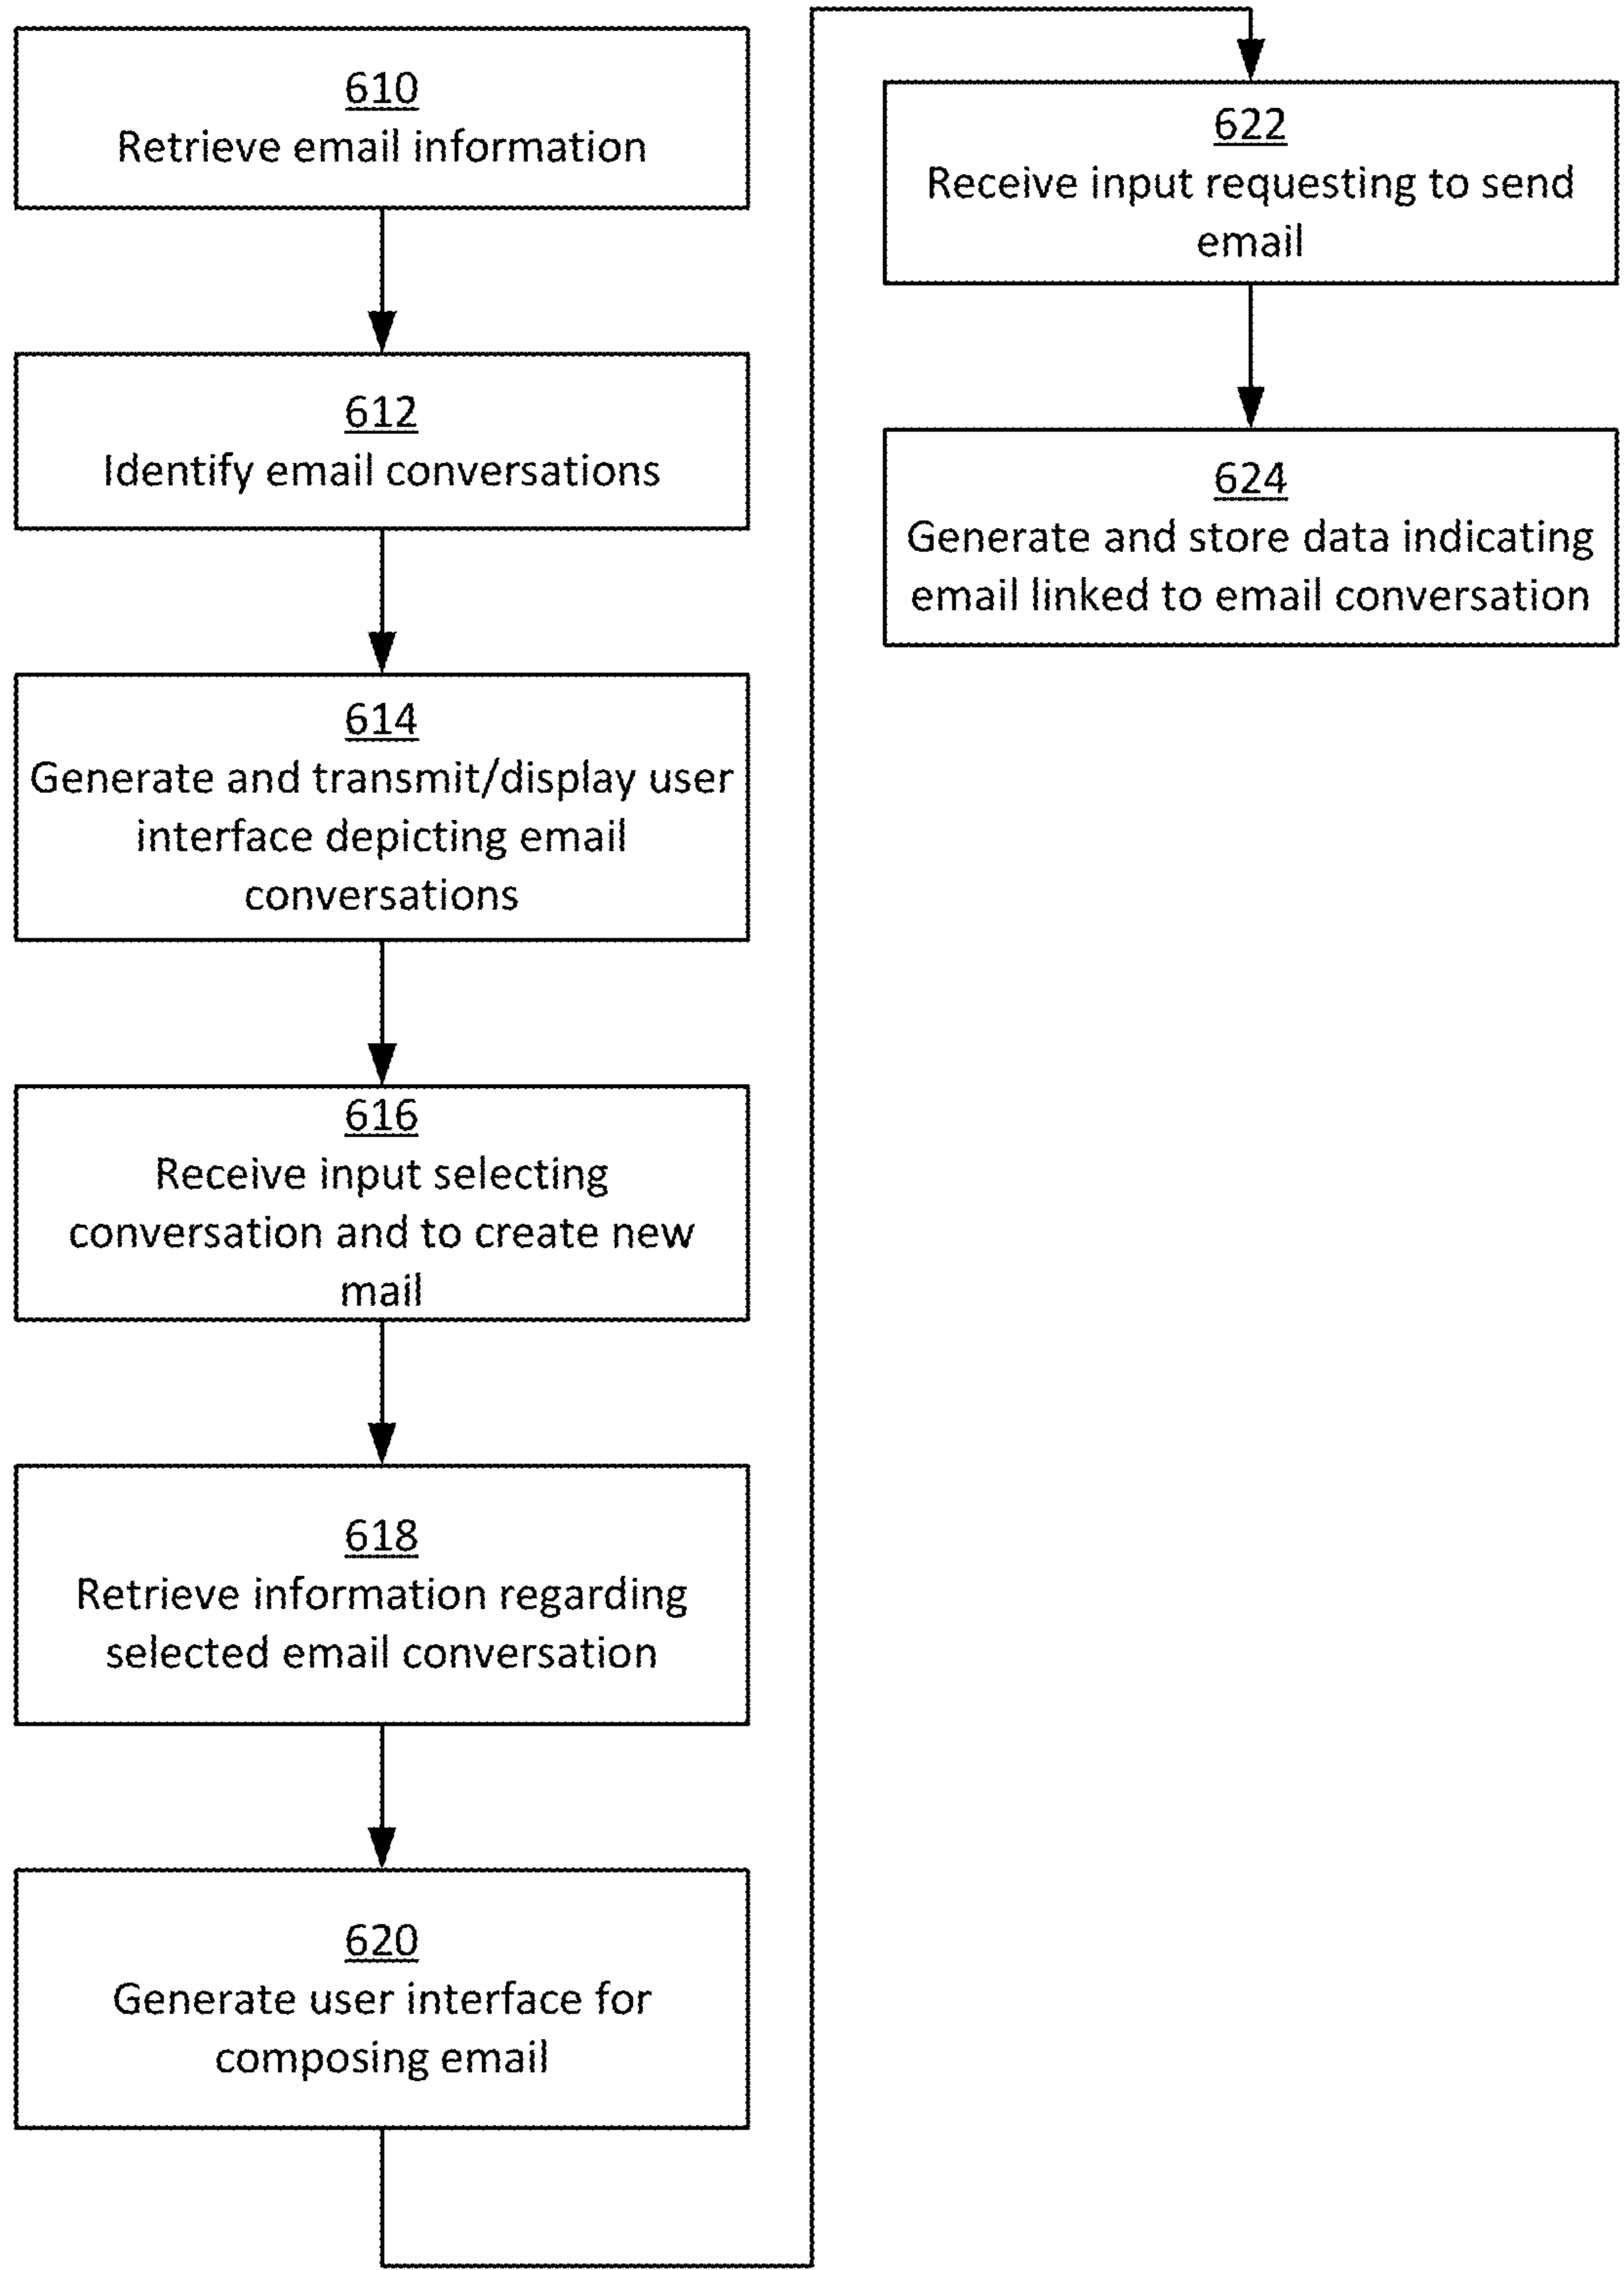 610
Retrieve email information
612
Identify email conversations
614
Generate and transmit/display user
interface depicting email
conversations
616
Receive input selecting
conversation and to create new
mail
618
Retrieve information regarding
selected email conversation
620
Generate user interface for
composing email
622
Receive input requesting to send
email
624
Generate and store data indicating
email linked to email conversation